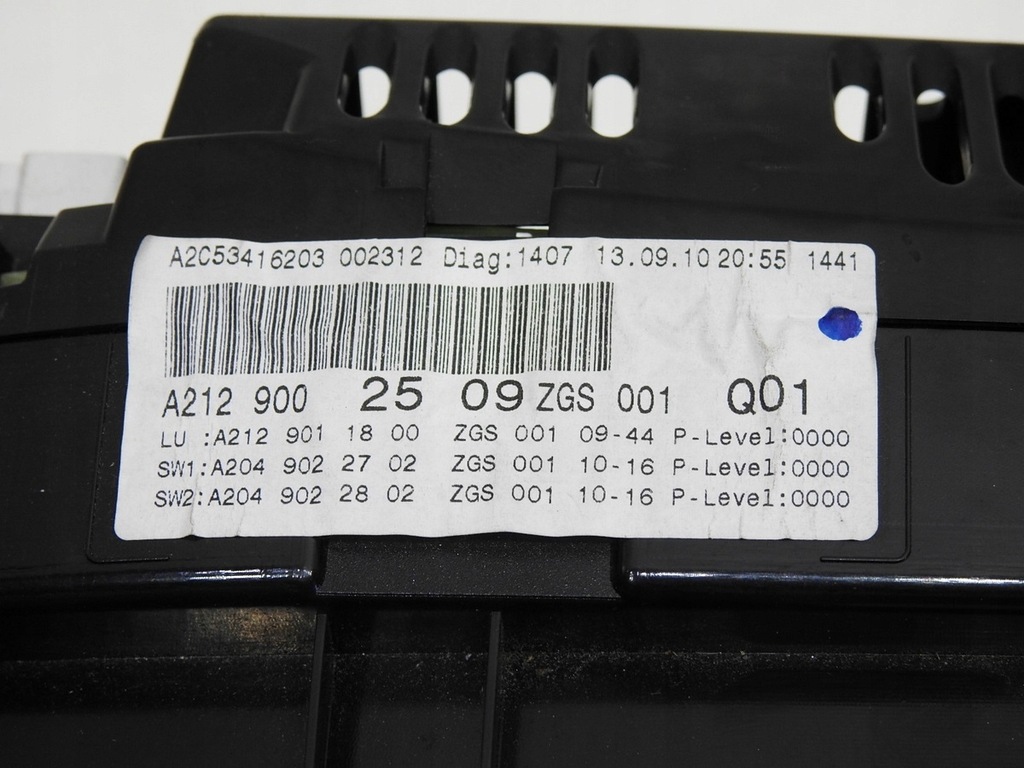 A2C53416203 002312 Diag:1407 13.09.10 20:55 1441
A212 900 25 09 ZGS 001 Q01
LU :A212 901 18 00 ZGS 001 09-44 P-Level:0000
SW1:A204 902 27 02 ZGS 001 10-16 P-Level:0000
SW2:A204 902 28 02 ZGS 001 10-16 P-Level:0000